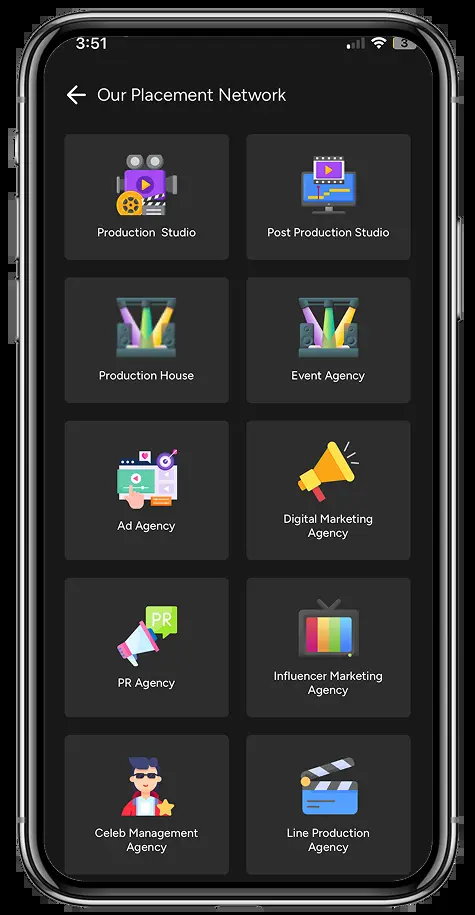 3:51
3
Our Placement Network
Production Studio
Post Production Studio
Production House
Event Agency
Ad Agency
Digital Marketing
Agency
PR
PR Agency
Influencer Marketing
Agency
Celeb Management
Agency
Line Production
Agency